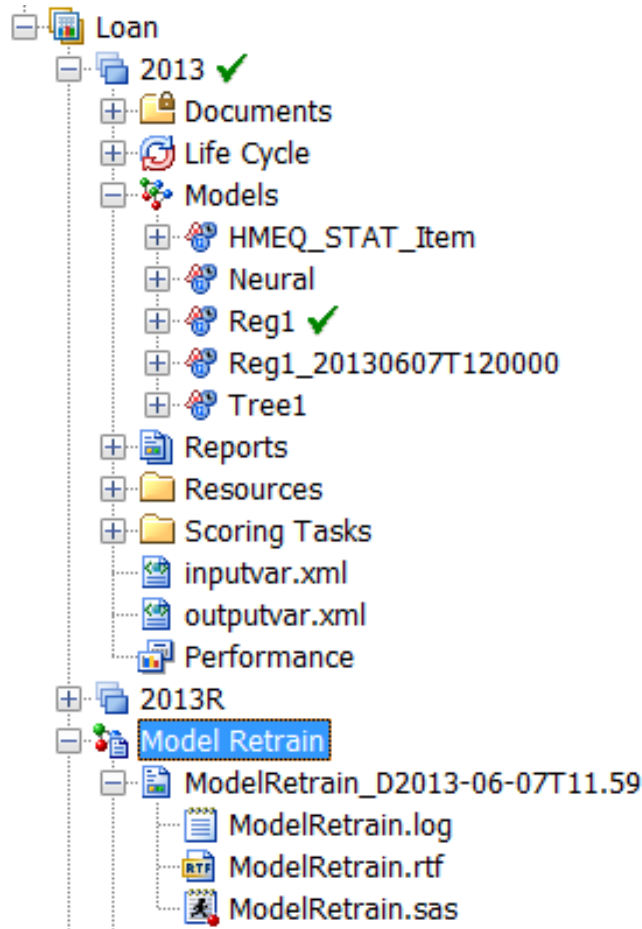 Loan
2013
Documents
Life Cycle
Models
HMEQ_STAT_Item
Neural
Reg1
Reg1_20130607T120000
Tree1
Reports
Resources
Scoring Tasks
inputvar.xml
outputvar.xml
Performance
2013R
Model Retrain
ModelRetrain_D2013-06-07T11.59
ModelRetrain.log
RTF ModelRetrain.rtf
ModelRetrain.sas